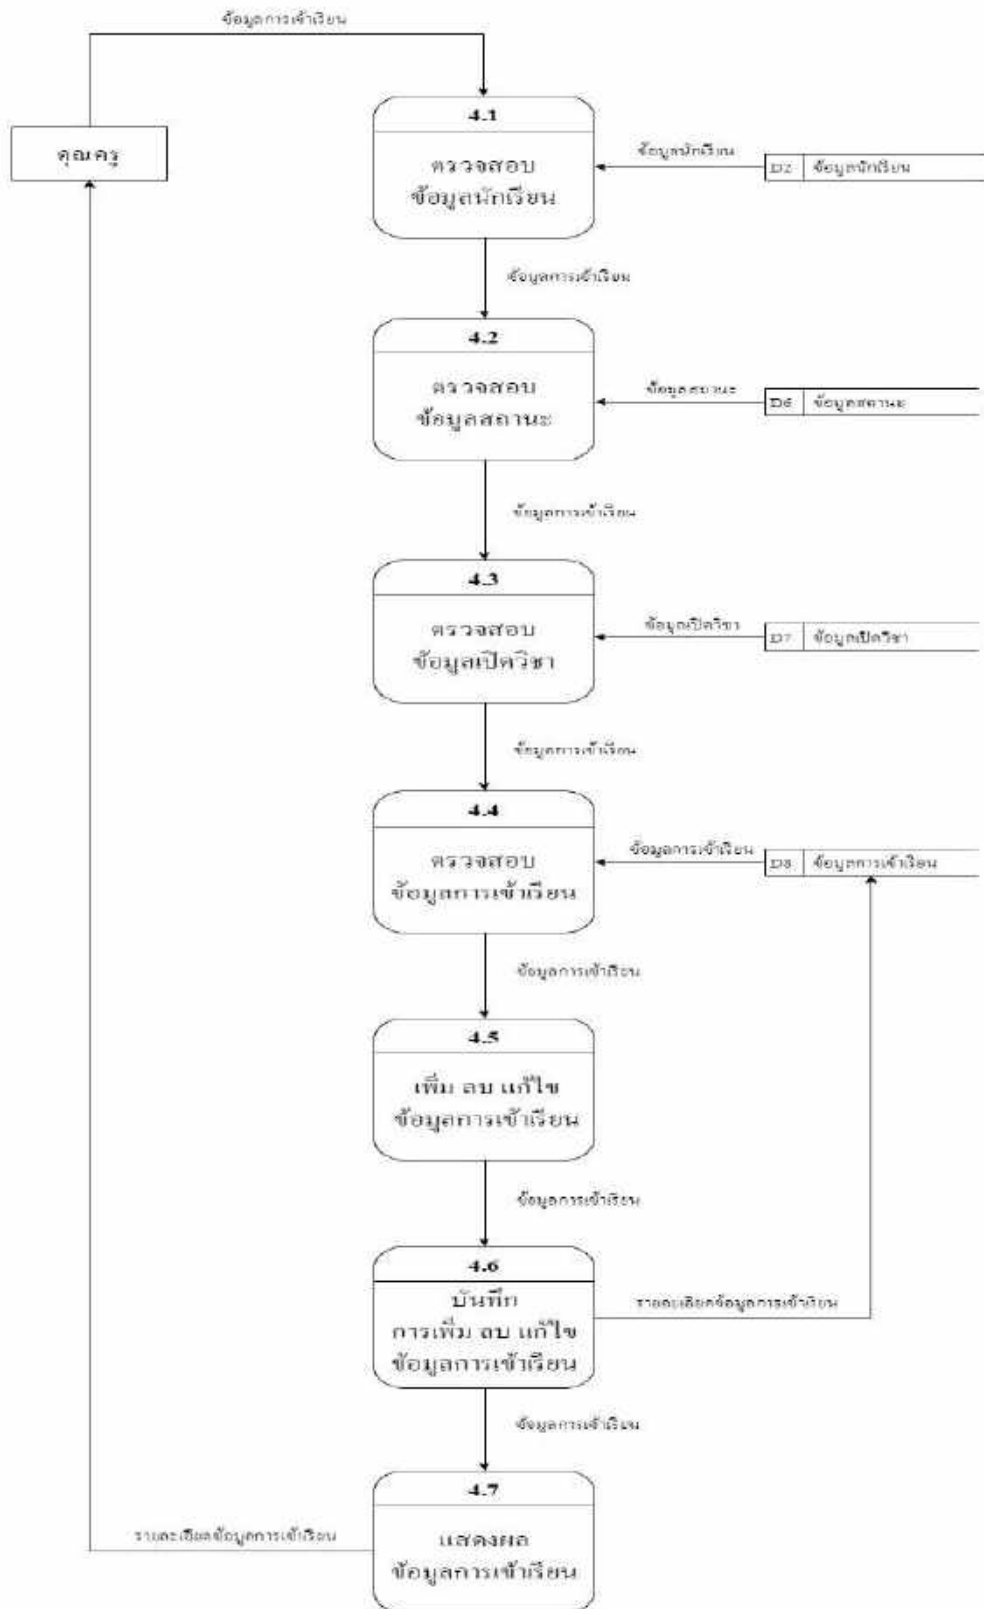 ข้อมูลการเข้าเรียน
คุณครู
4.1
ตรวจสอบ
ข้อมูลนักเรียน
ข้อมูลนักเรียน
D2 ข้อมูลนักเรียน
ข้อมูลการเข้าเรียน
4.2
ตรวจสอบ
ข้อมูลสถานะ
ข้อมูลสถานะ
D6 ข้อมูลสถานะ
ข้อมูลการเข้าเรียน
4.3
ตรวจสอบ
ข้อมูลเปิดวิชา
ข้อมูลเปิดวิชา
D7 ข้อมูลเปิดวิชา
ข้อมูลการเข้าเรียน
4.4
ตรวจสอบ
ข้อมูลการเข้าเรียน
ข้อมูลการเข้าเรียน
D8 ข้อมูลการเข้าเรียน
ข้อมูลการเข้าเรียน
4.5
เพิ่ม ลบ แก้ไข
ข้อมูลการเข้าเรียน
ข้อมูลการเข้าเรียน
4.6
บันทึก
การเพิ่ม ลบ แก้ไข
ข้อมูลการเข้าเรียน
รายละเอียดข้อมูลการเข้าเรียน
ข้อมูลการเข้าเรียน
4.7
แสดงผล
ข้อมูลการเข้าเรียน
รายละเอียดข้อมูลการเข้าเรียน